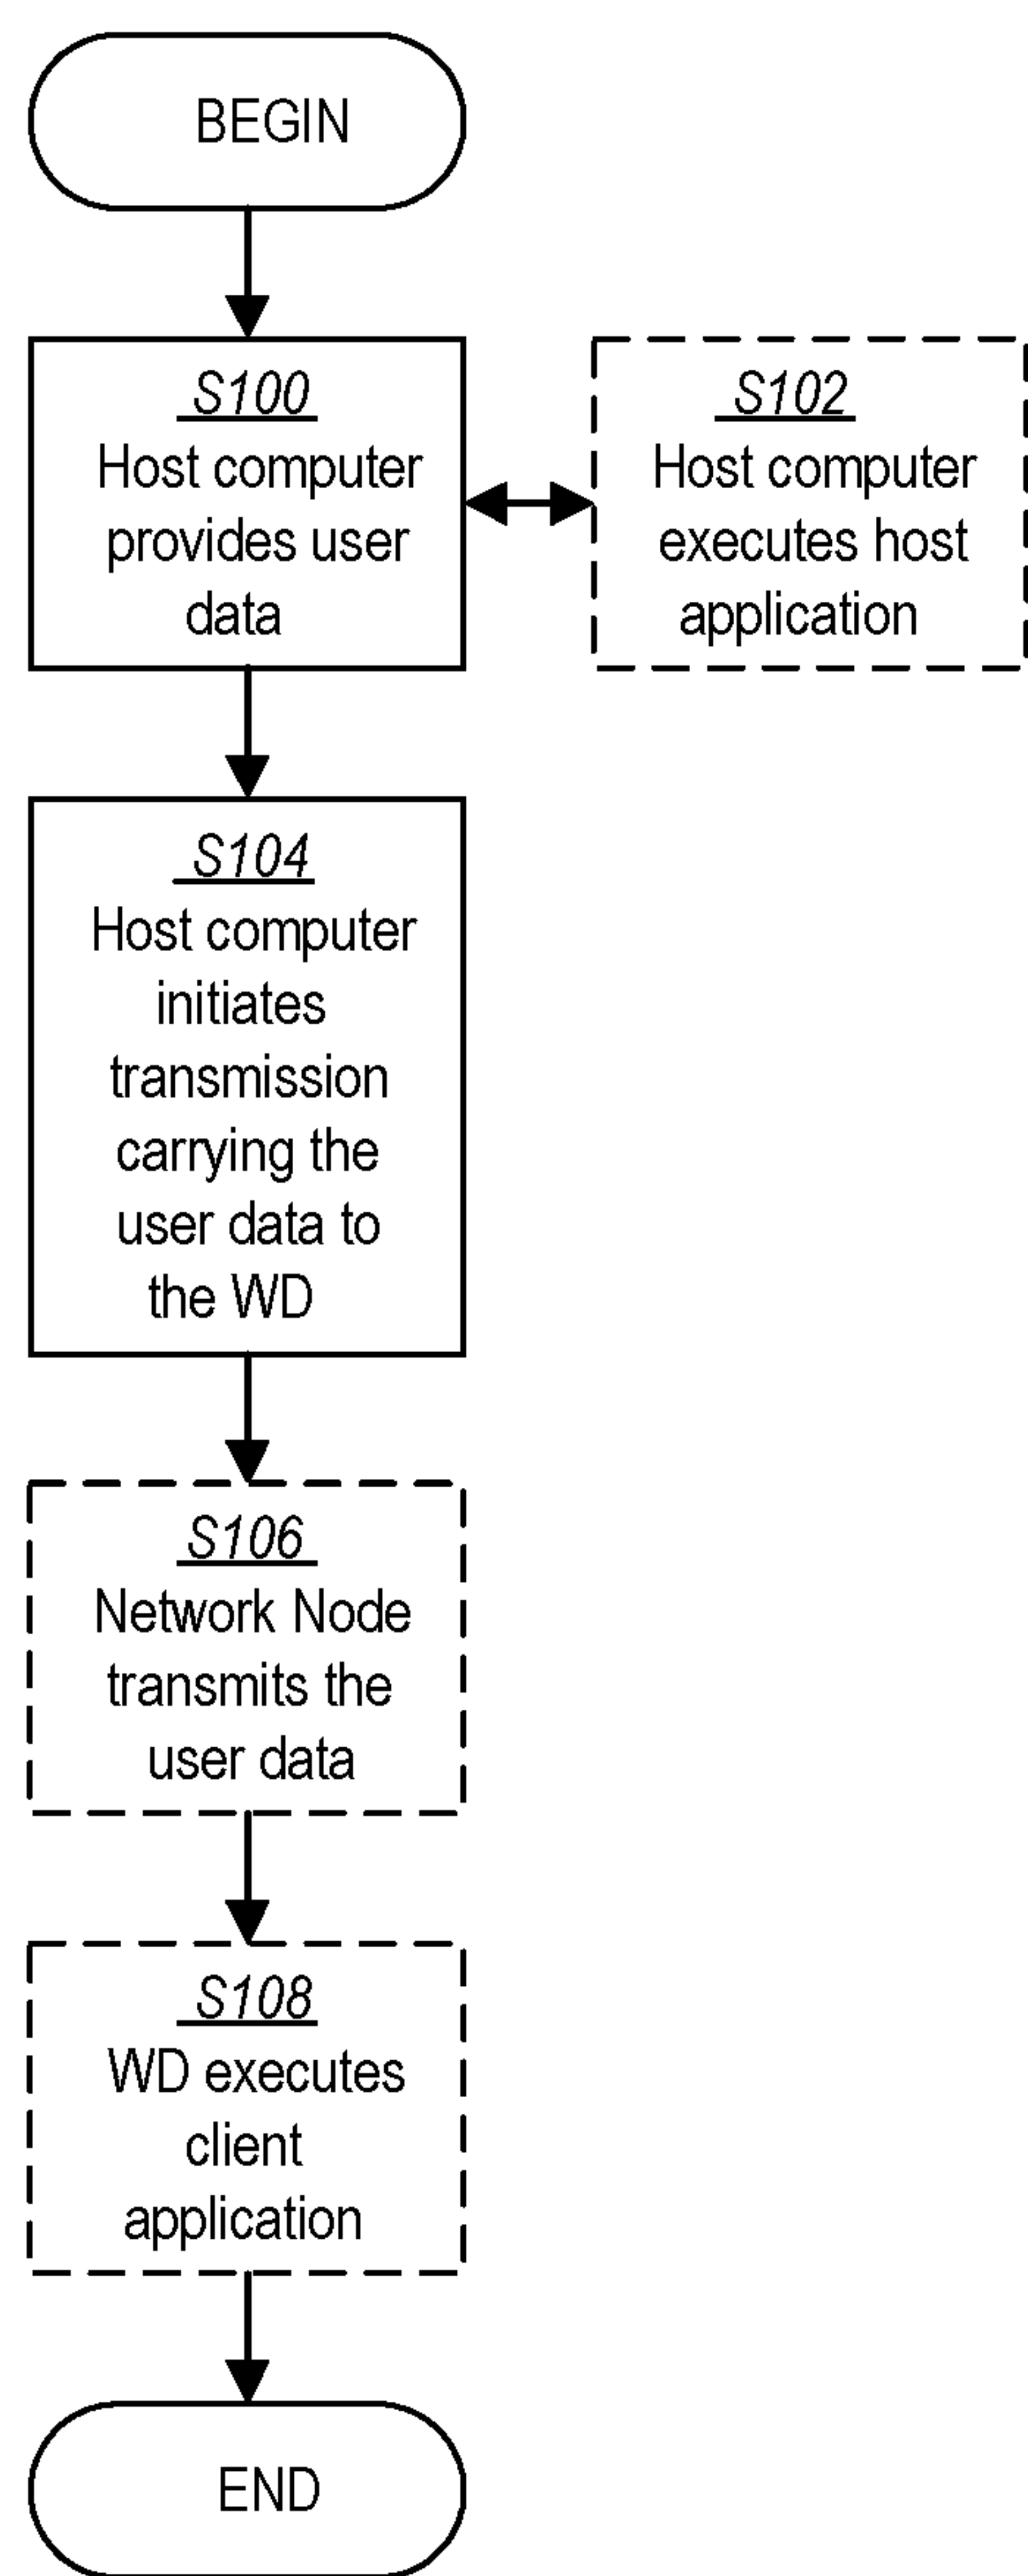 BEGIN
S100
Host computer
provides user
data
S102
Host computer
executes host
application
S104
Host computer
initiates
transmission
carrying the
user data to
the WD
S106
Network Node
transmits the
user data
S108
WD executes
client
application
END